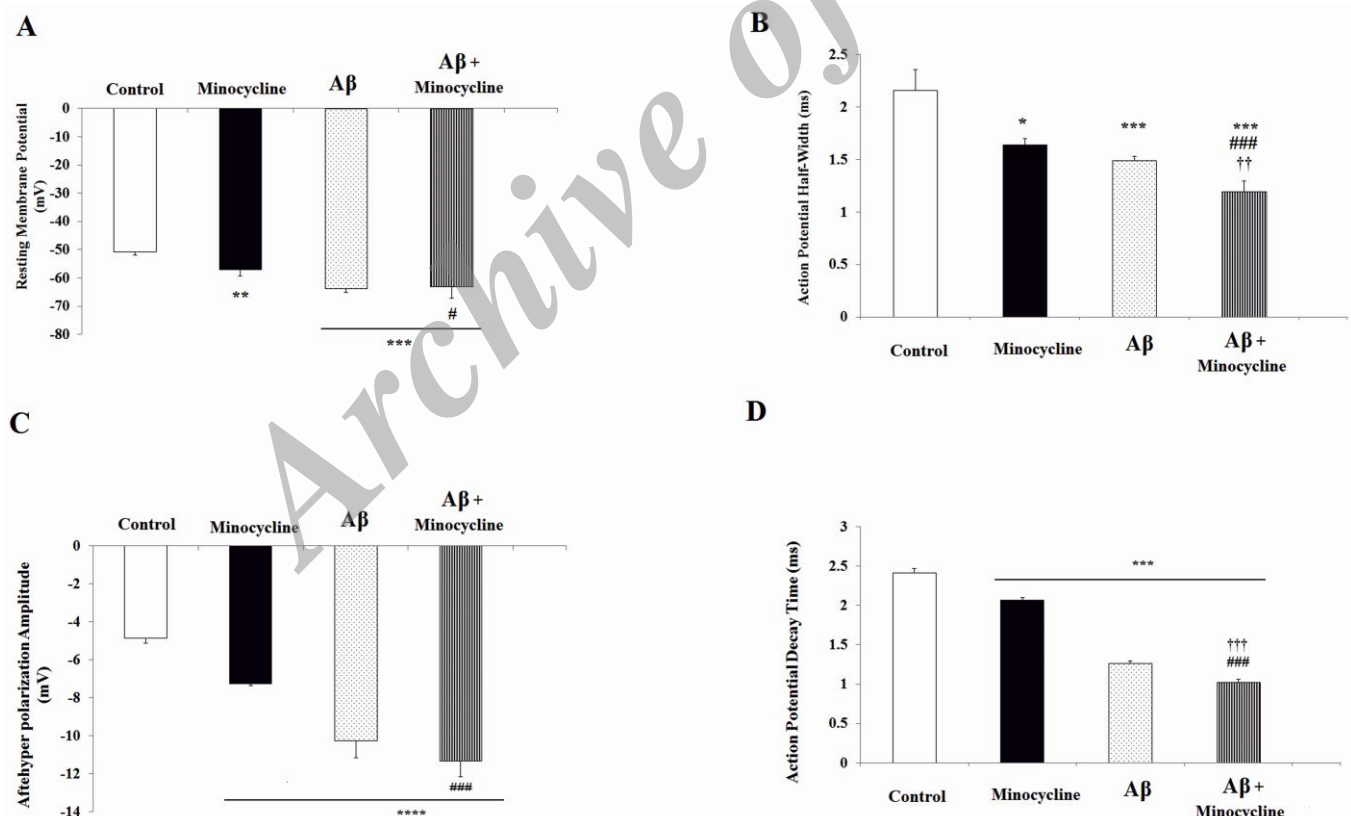 A
Control
Minocycline
Aβ
Aβ +
Minocycline
Resting Membrane Potential
(mV)
0
-10
-20
-30
-40
-50
-60
-70
-80
**
#
***
B
Action Potential Half-Width (ms)
2.5
2
1.5
1
0.5
0
*
***
***
###
††
Control
Minocycline
Aβ
Aβ +
Minocycline
C
Control
Minocycline
Aβ
Aβ +
Minocycline
Aftehyper polarization Amplitude
(mV)
0
-2
-4
-6
-8
-10
-12
-14
###
****
D
Action Potential Decay Time (ms)
3
2.5
2
1.5
1
0.5
0
***
†††
###
Control
Minocycline
Aβ
Aβ +
Minocycline
Archive of